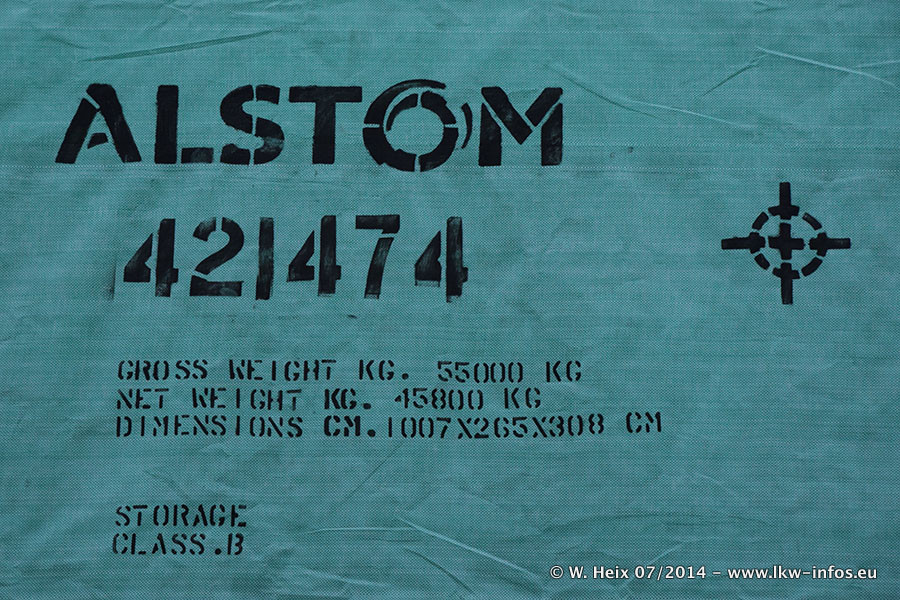 ALSTOM
421474
GROSS WEIGHT KG. 55000 KG
NET WEIGHT KG. 45800 KG
DIMENSIONS CM. 1007X265X308 CM
STORAGE
CLASS.B
© W. Heix 07/2014 - www.lkw-infos.eu